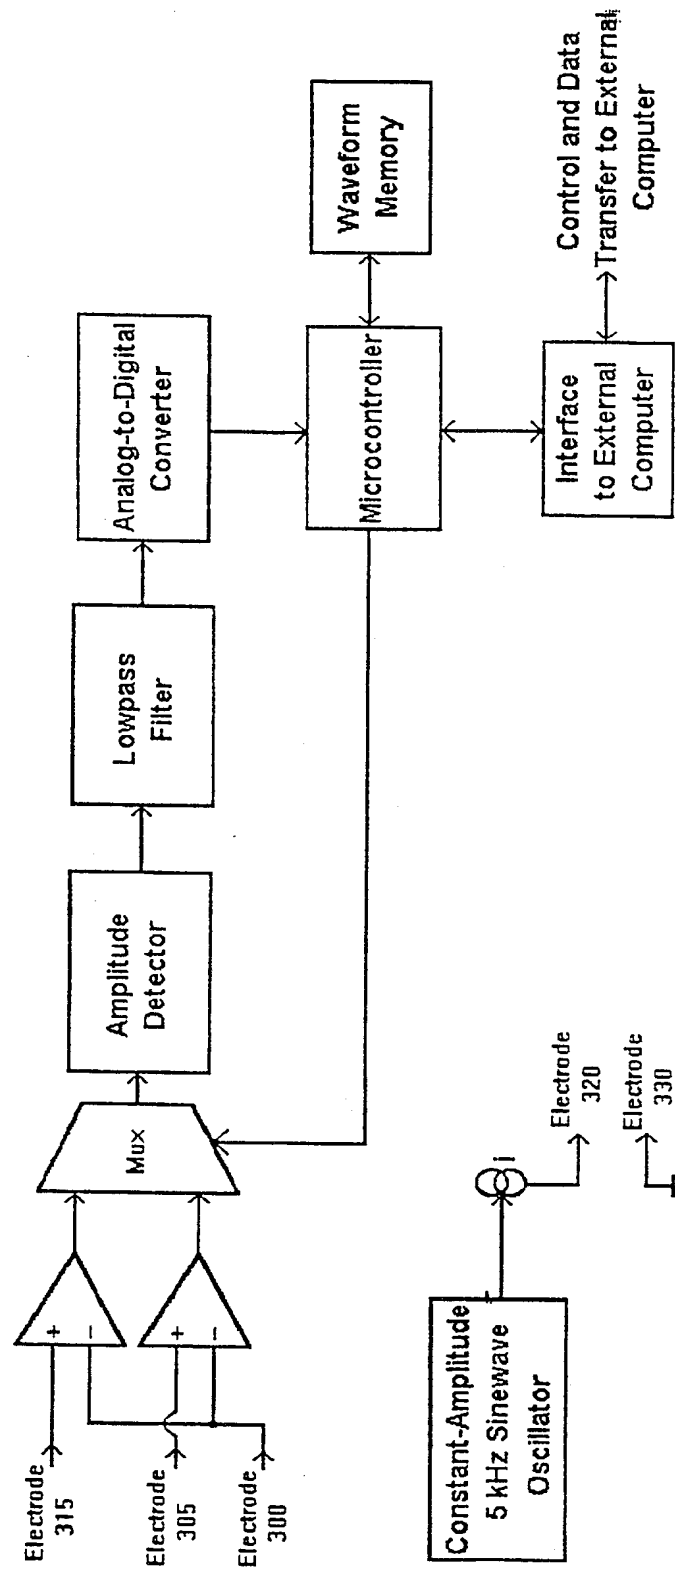 Electrode
315
Electrode
305
Electrode
300
+
−
+
−
Mux
Amplitude
Detector
Lowpass
Filter
Analog-to-Digital
Converter
Microcontroller
Waveform
Memory
Interface
to External
Computer
Control and Data
Transfer to External
Computer
Constant-Amplitude
5 kHz Sinewave
Oscillator
i
Electrode
320
Electrode
330